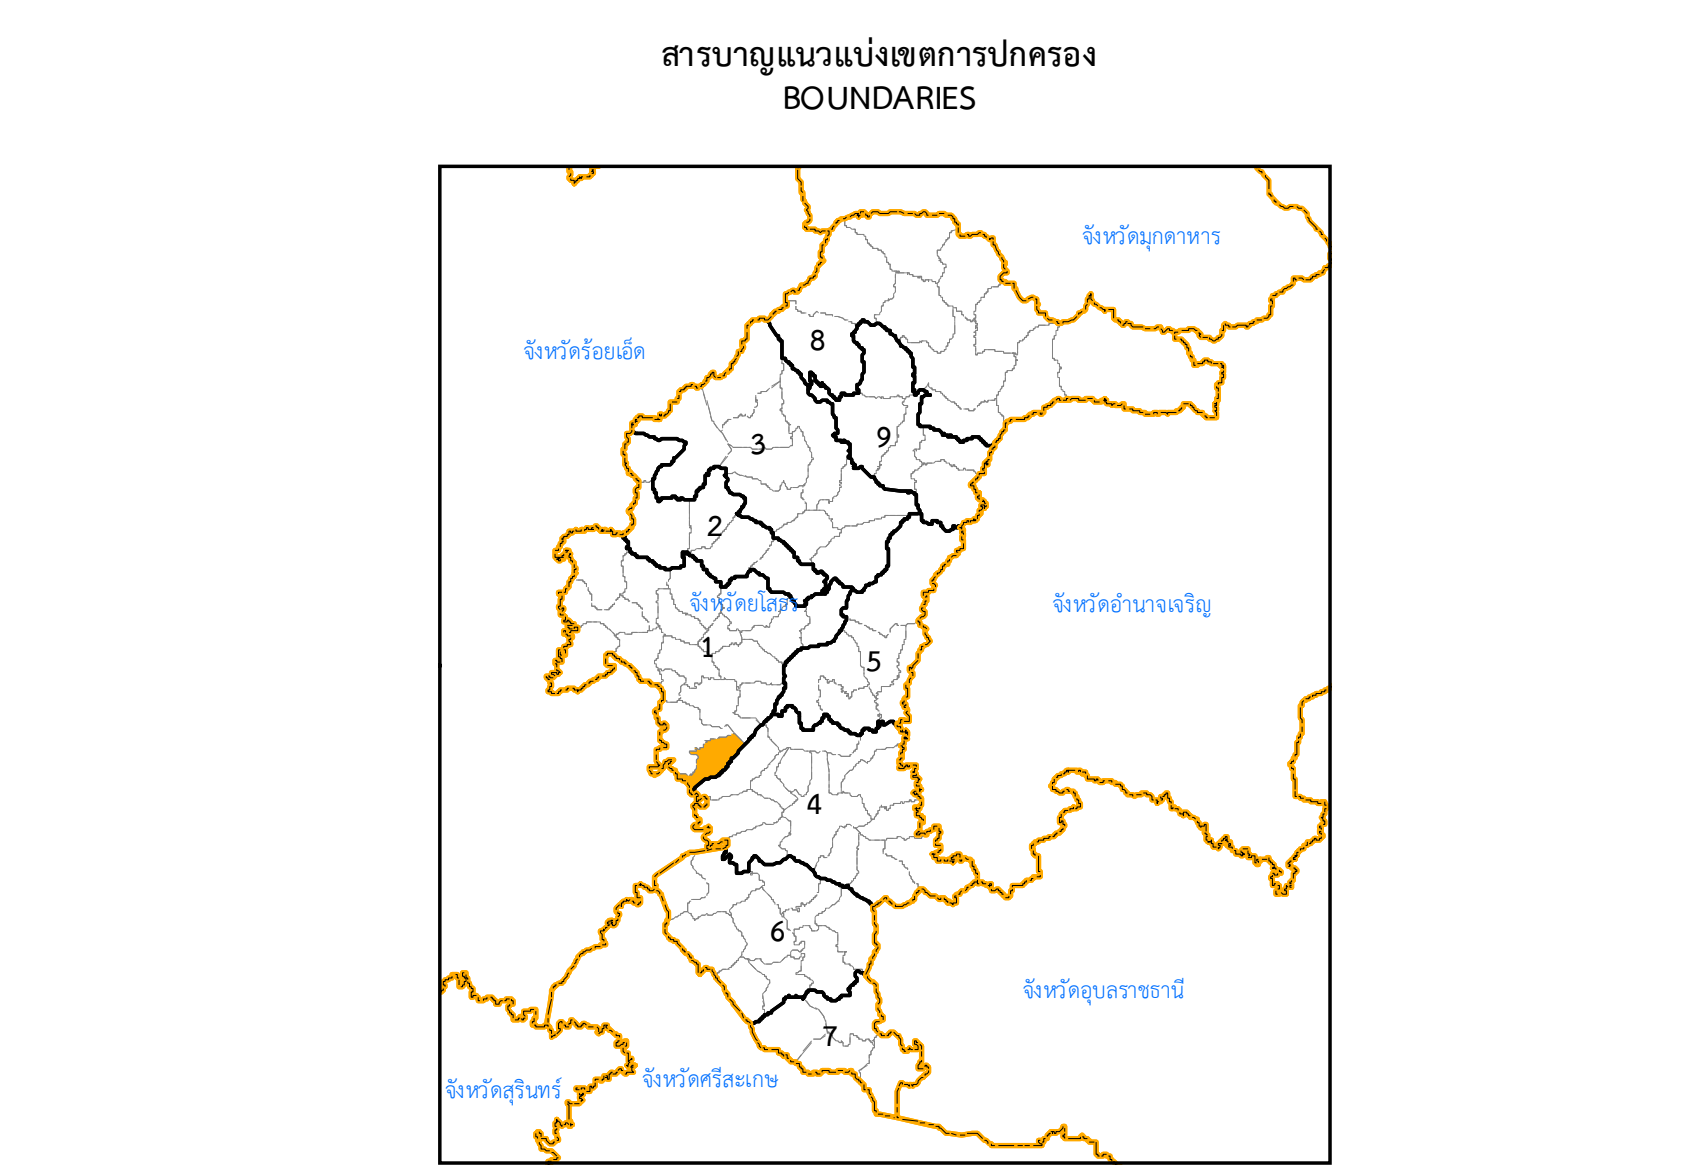 สารบาญแนวแบ่งเขตการปกครอง
BOUNDARIES
จังหวัดมุกดาหาร
จังหวัดร้อยเอ็ด
8
3
9
2
จังหวัดยโสธร
จังหวัดอำนาจเจริญ
1
5
4
6
จังหวัดอุบลราชธานี
7
จังหวัดศรีสะเกษ
จังหวัดสุรินทร์